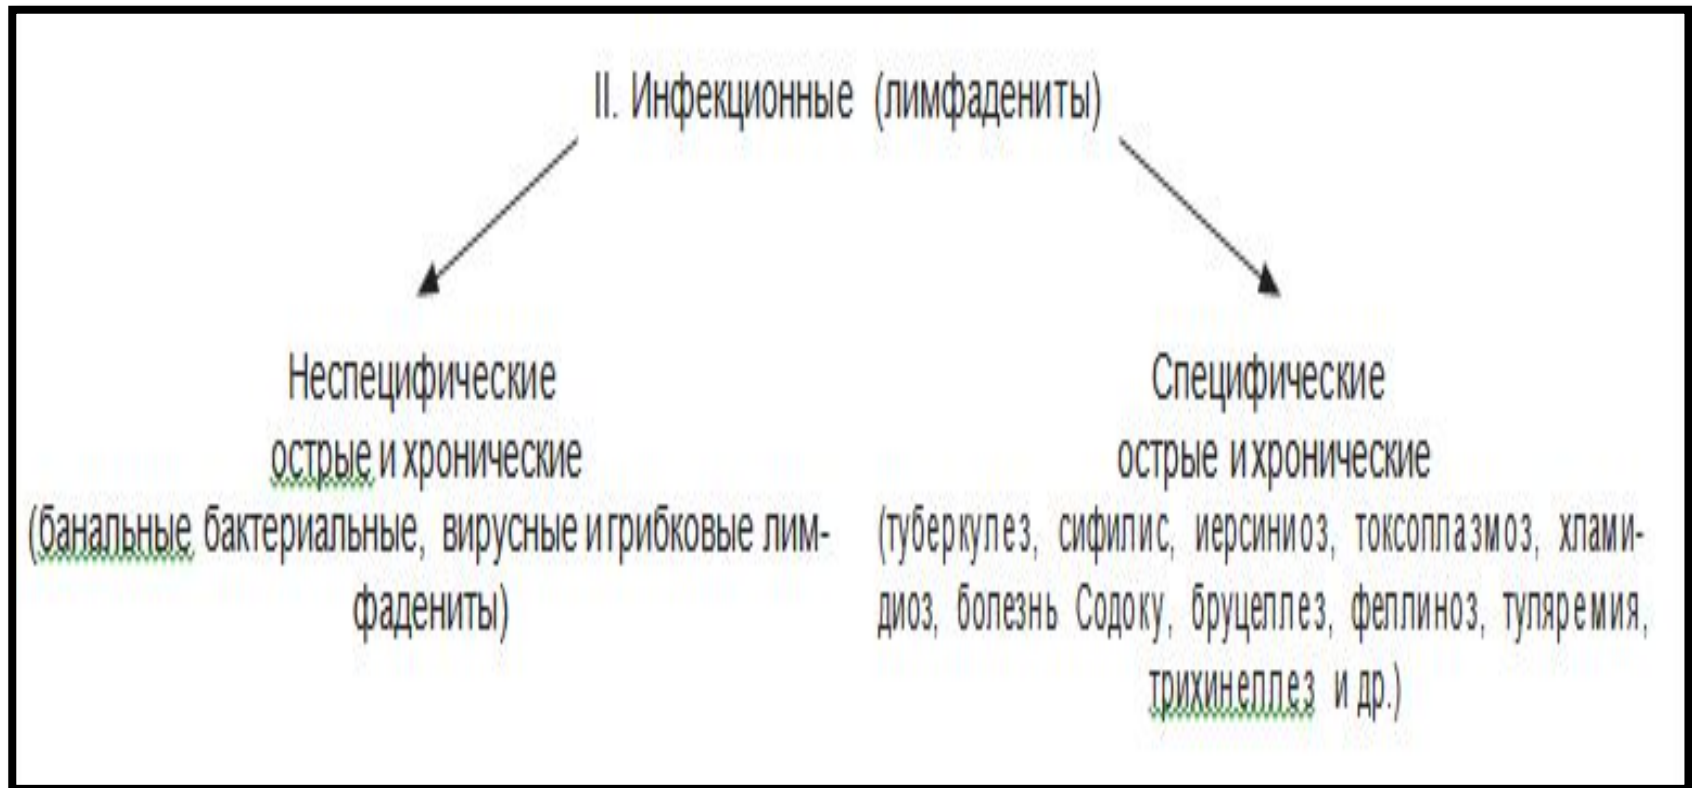 II. Инфекционные (лимфадениты)
Неспецифические
острые и хронические
(банальные бактериальные, вирусные и грибковые лим-
фадениты)
Специфические
острые и хронические
(туберкулез, сифилис, иерсиниоз, токсоплазмоз, хлами-
диоз, болезнь Содоку, бруцеллез, феллиноз, туляремия,
трихинеллез и др.)